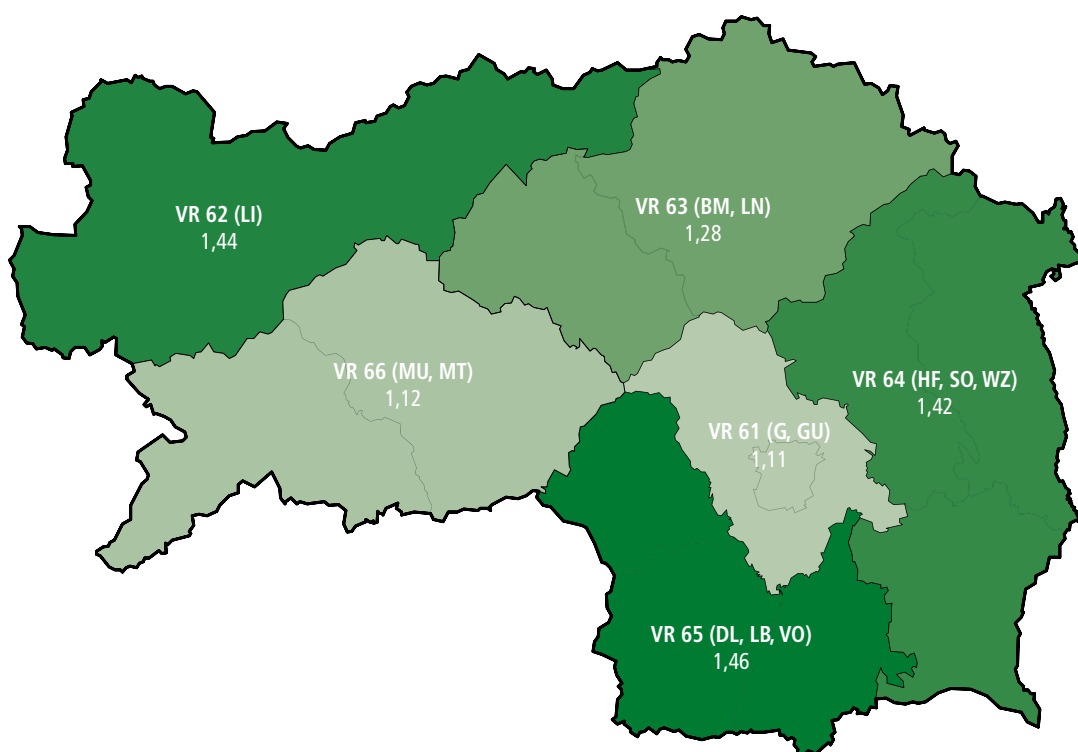 VR 62 (LI)
1,44
VR 63 (BM, LN)
1,28
VR 66 (MU, MT)
1,12
VR 64 (HF, SO, WZ)
1,42
VR 61 (G, GU)
1,11
VR 65 (DL, LB, VO)
1,46